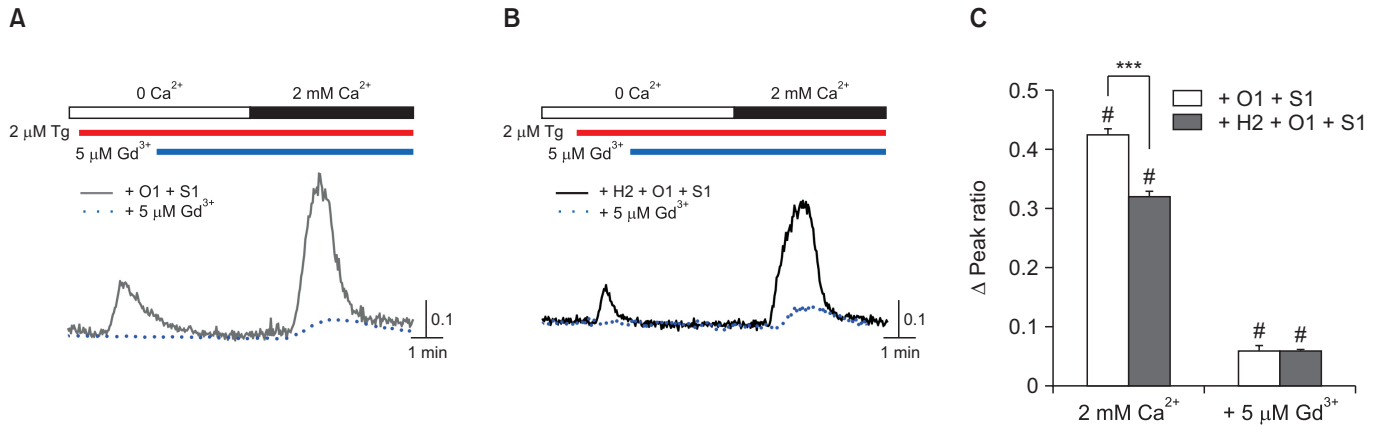 A
0 Ca²⁺ 2 mM Ca²⁺
2 μM Tg
5 μM Gd³⁺
+ O1 + S1
+ 5 μM Gd³⁺
0.1
1 min
B
0 Ca²⁺ 2 mM Ca²⁺
2 μM Tg
5 μM Gd³⁺
+ H2 + O1 + S1
+ 5 μM Gd³⁺
0.1
1 min
C
Δ Peak ratio
0.5
0.4
0.3
0.2
0.1
0
***
# #
# #
+ O1 + S1
+ H2 + O1 + S1
2 mM Ca²⁺ + 5 μM Gd³⁺